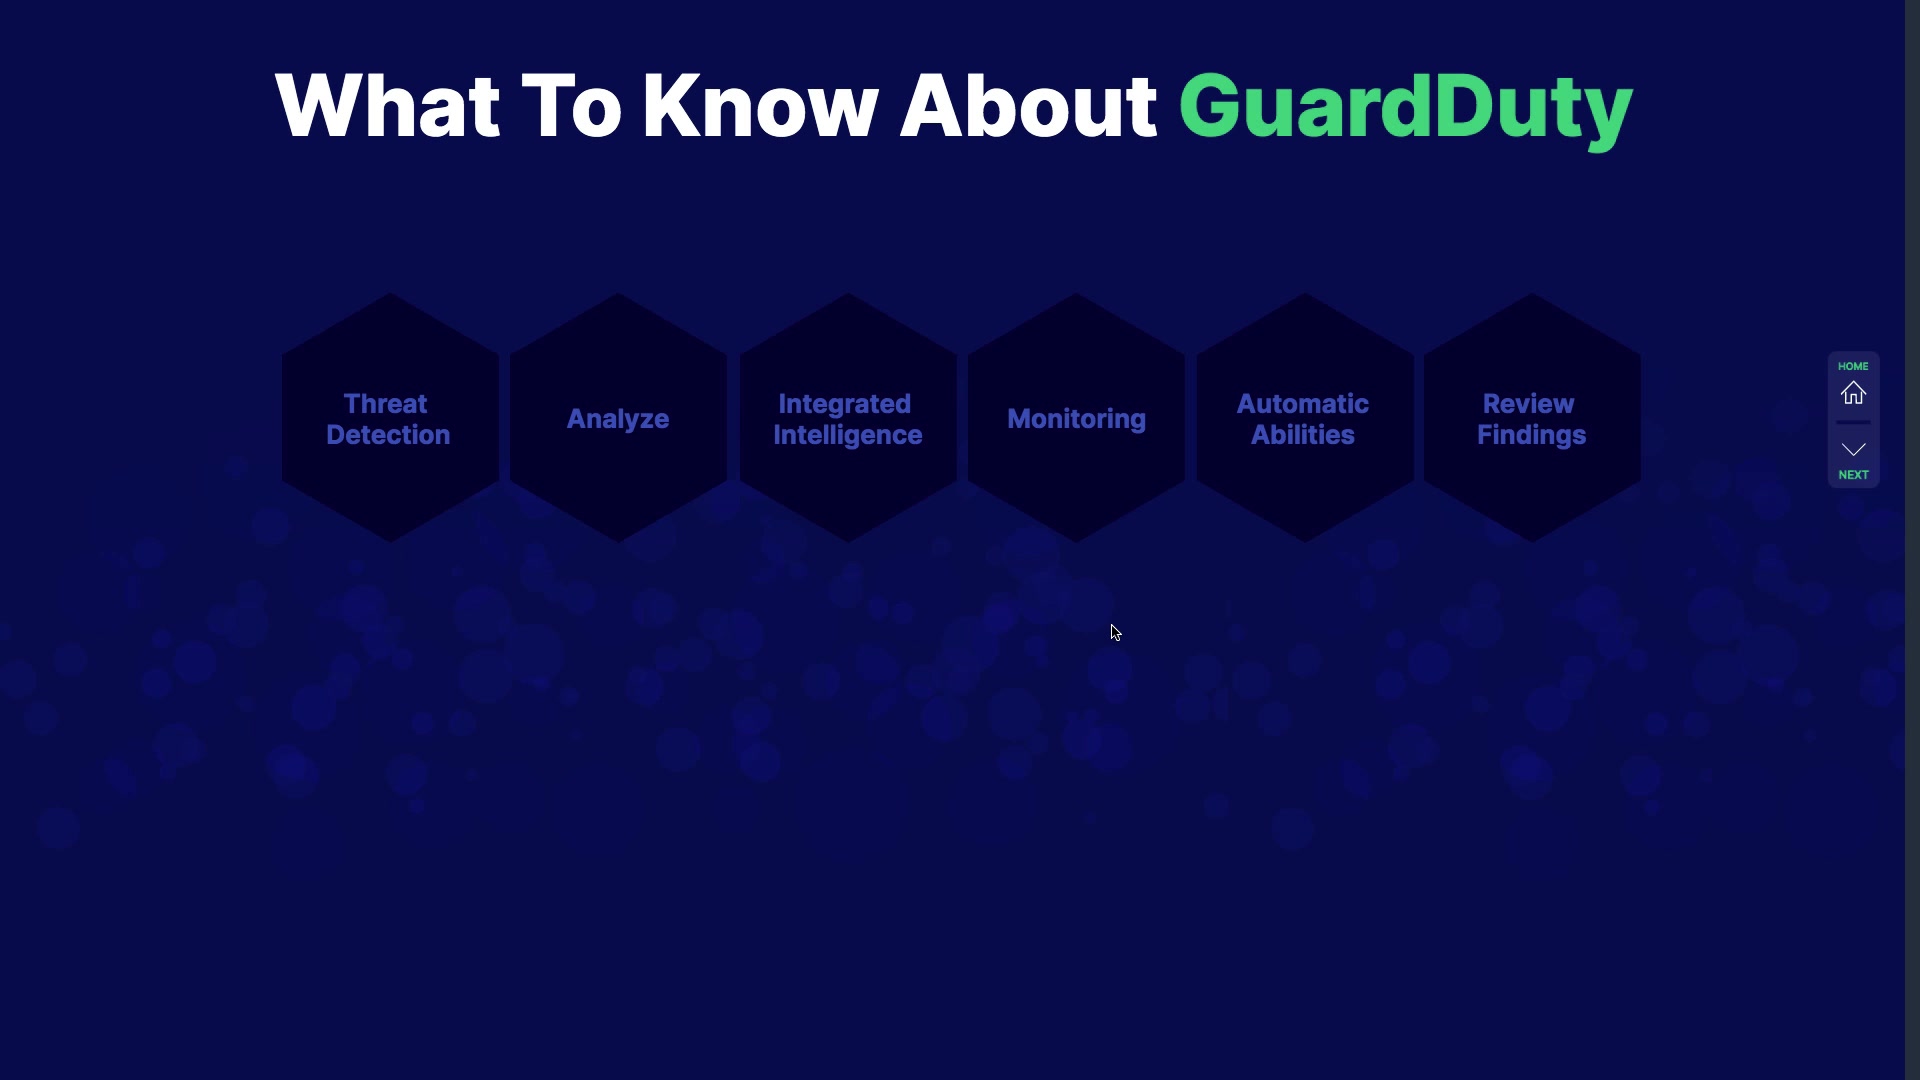 What To Know About GuardDuty
Threat
Detection
Analyze
Integrated
Intelligence
Monitoring
Automatic
Abilities
Review
Findings
HOME
NEXT